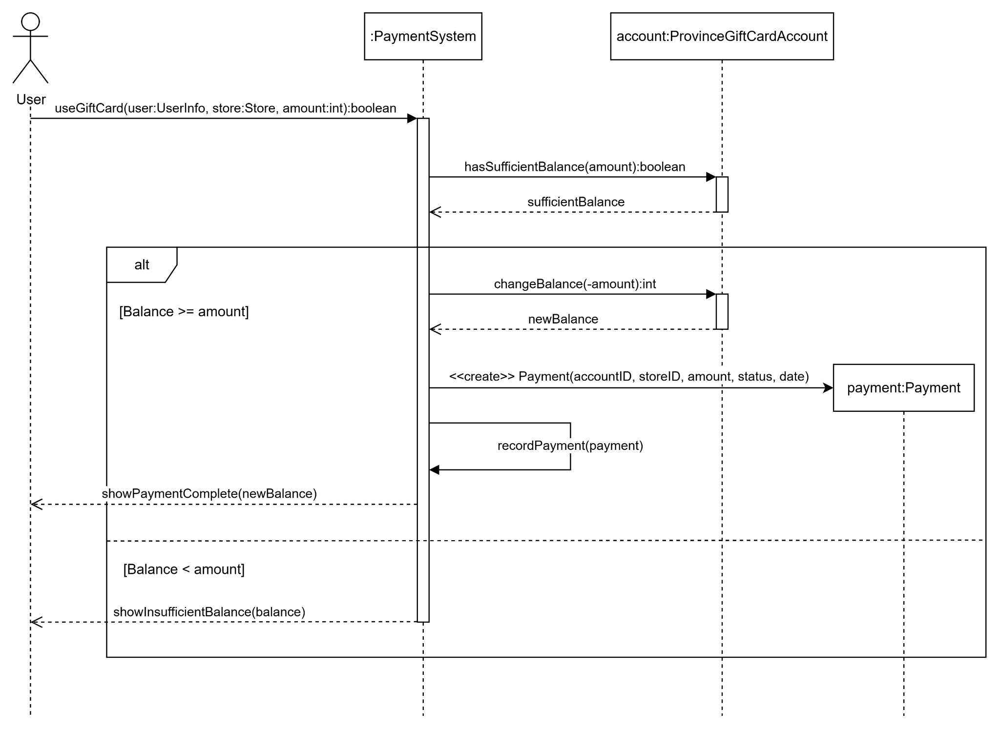 :PaymentSystem
account:ProvinceGiftCardAccount
User
useGiftCard(user:UserInfo, store:Store, amount:int):boolean
hasSufficientBalance(amount):boolean
sufficientBalance
alt
changeBalance(-amount):int
[Balance >= amount]
newBalance
<<create>> Payment(accountID, storeID, amount, status, date)
payment:Payment
recordPayment(payment)
showPaymentComplete(newBalance)
[Balance < amount]
showInsufficientBalance(balance)